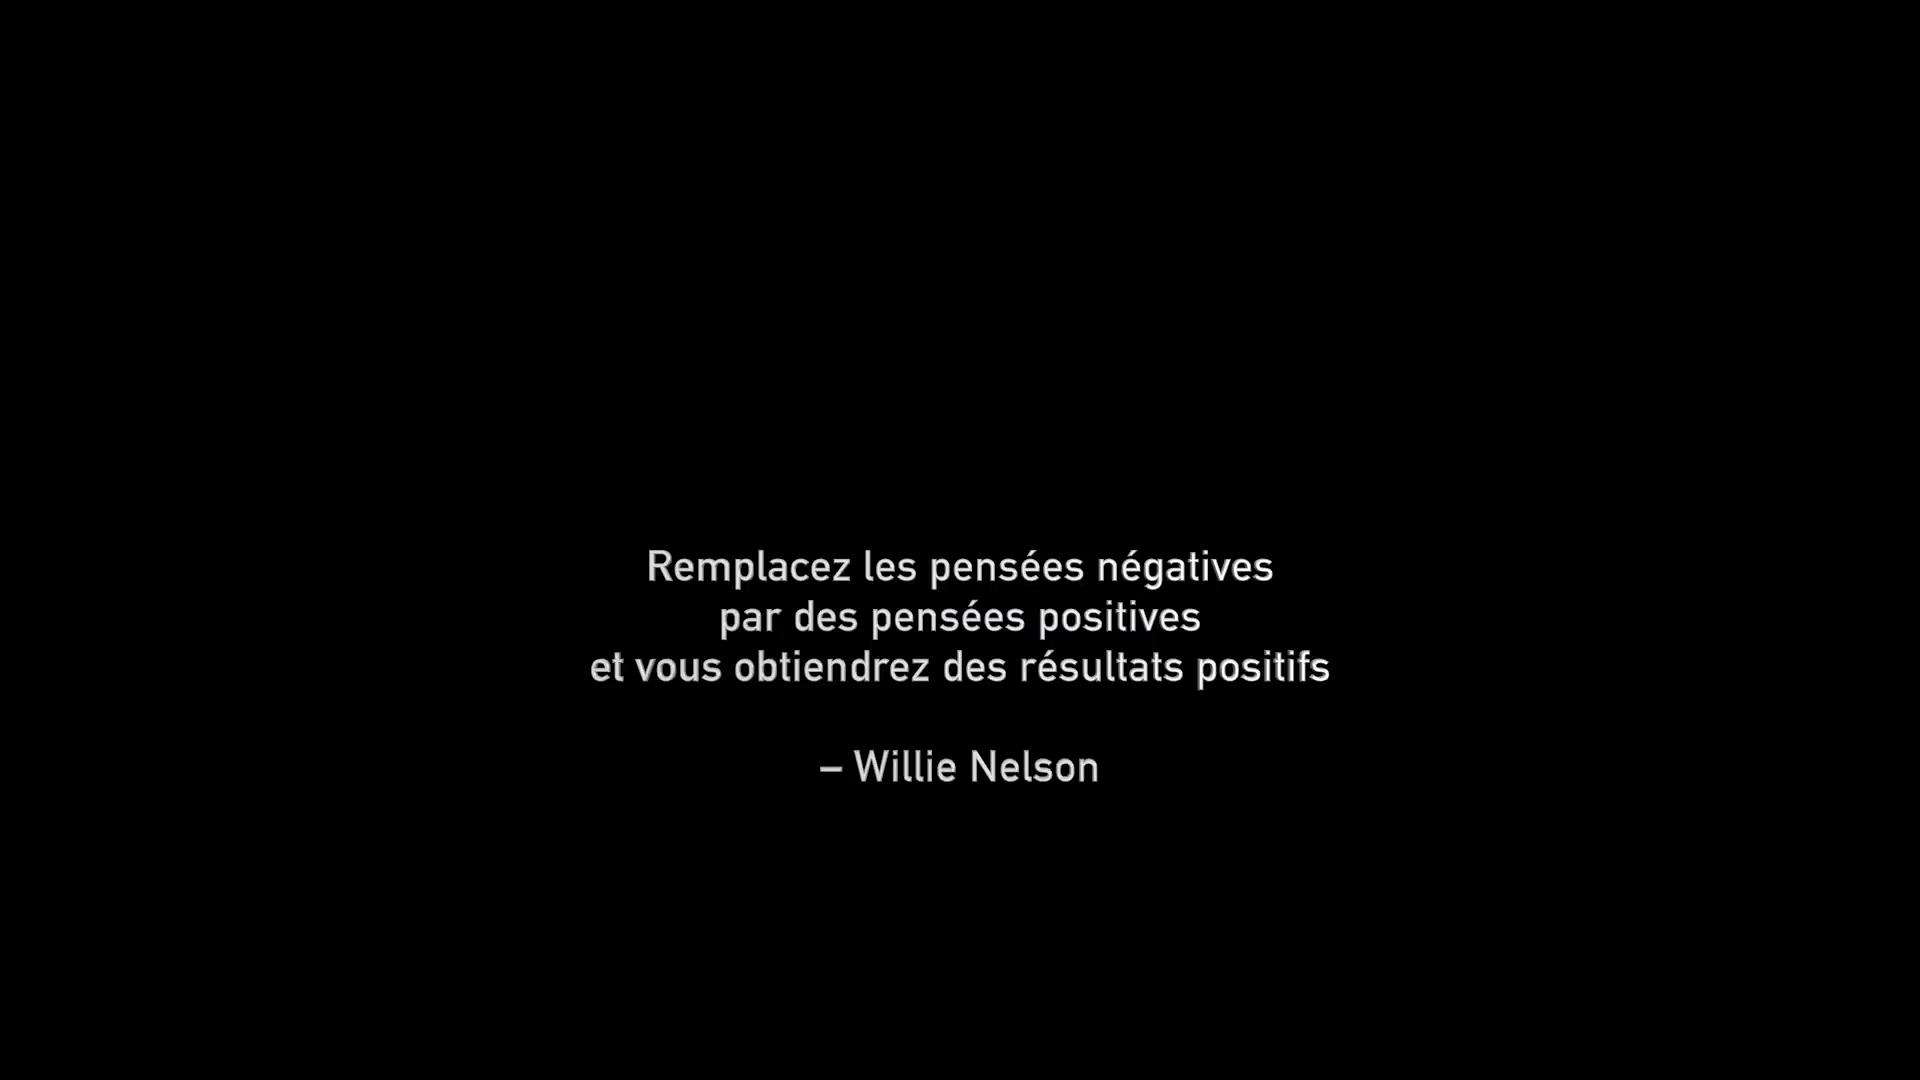 Remplacez les pensées négatives
par des pensées positives
et vous obtiendrez des résultats positifs
– Willie Nelson